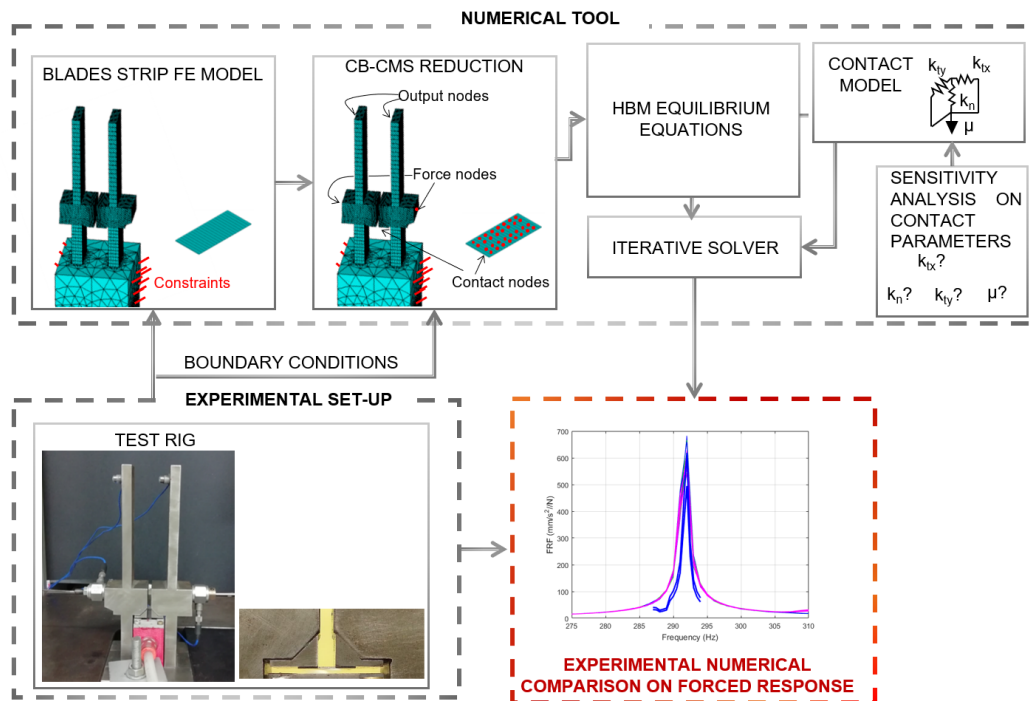 NUMERICAL TOOL
BLADES STRIP FE MODEL
Constraints
CB-CMS REDUCTION
Output nodes
Force nodes
Contact nodes
HBM EQUILIBRIUM
EQUATIONS
ITERATIVE SOLVER
CONTACT
MODEL
kty
ktx
kn
μ
SENSITIVITY
ANALYSIS ON
CONTACT
PARAMETERS
ktx?
kn? kty? μ?
BOUNDARY CONDITIONS
EXPERIMENTAL SET-UP
TEST RIG
FRF (mm/s²//N)
700
600
500
400
300
200
100
0
275 280 285 290 295 300 305 310
Frequency (Hz)
EXPERIMENTAL NUMERICAL
COMPARISON ON FORCED RESPONSE